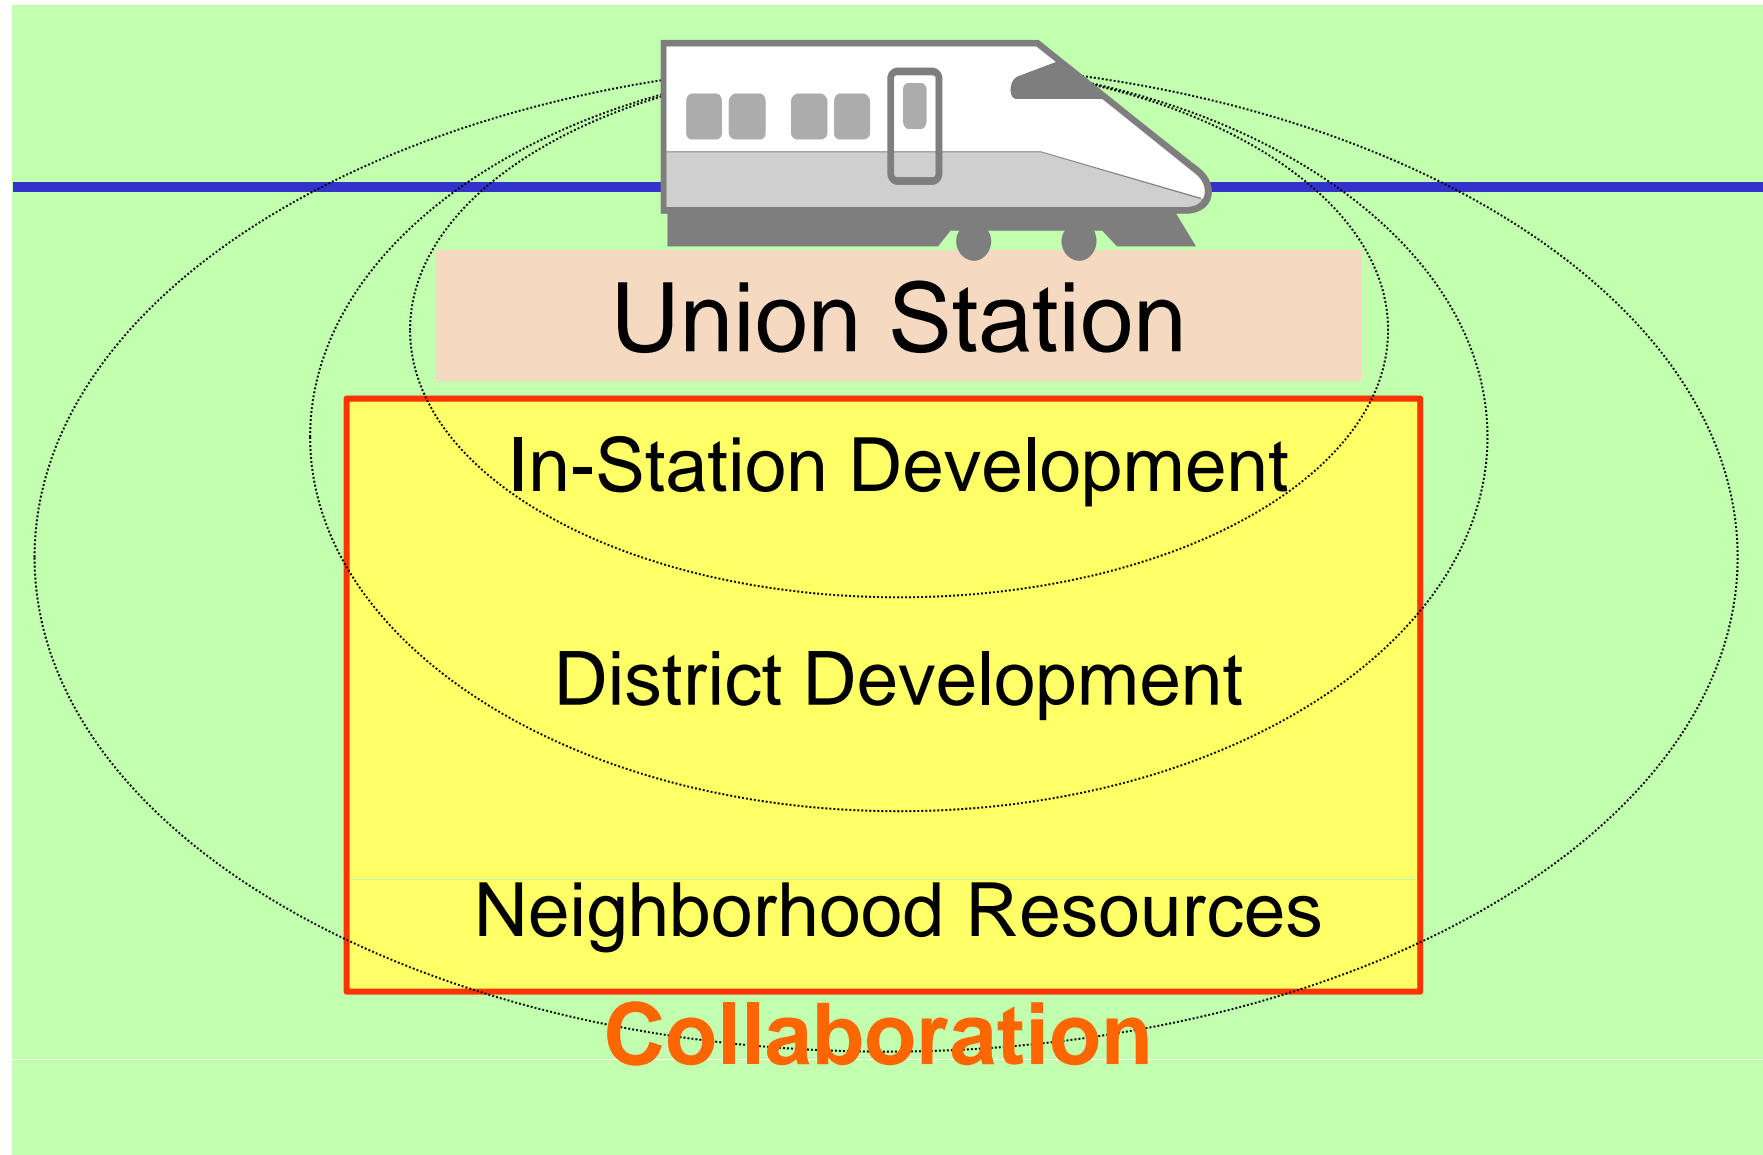 Union Station
In-Station Development
District Development
Neighborhood Resources
Collaboration